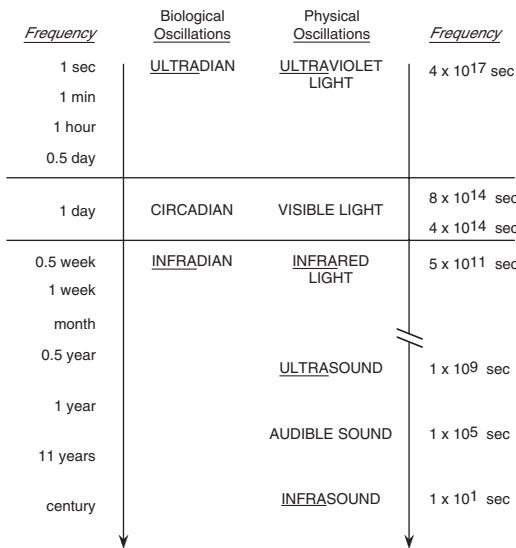 Biological Physical
Frequency Oscillations Oscillations Frequency
1 sec ULTRADIAN ULTRAVIOLET 4 x 10¹⁷ sec
LIGHT
1 min
1 hour
0.5 day
8 x 10¹⁴ sec
1 day CIRCADIAN VISIBLE LIGHT
4 x 10¹⁴ sec
0.5 week INFRADIAN INFRARED 5 x 10¹¹ sec
LIGHT
1 week
month
0.5 year
ULTRASOUND 1 x 10⁹ sec
1 year
AUDIBLE SOUND 1 x 10⁵ sec
11 years
century INFRASOUND 1 x 10¹ sec